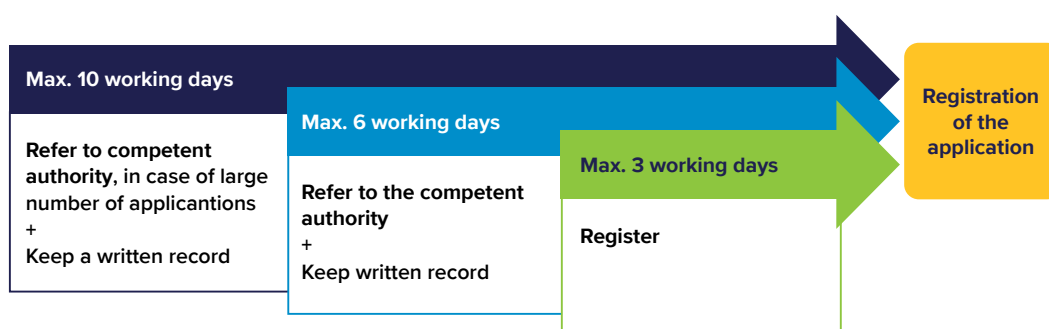 Max. 10 working days
Refer to competent
authority, in case of large
number of applicantions
+
Keep a written record
Max. 6 working days
Refer to the competent
authority
+
Keep written record
Max. 3 working days
Register
Registration
of the
application